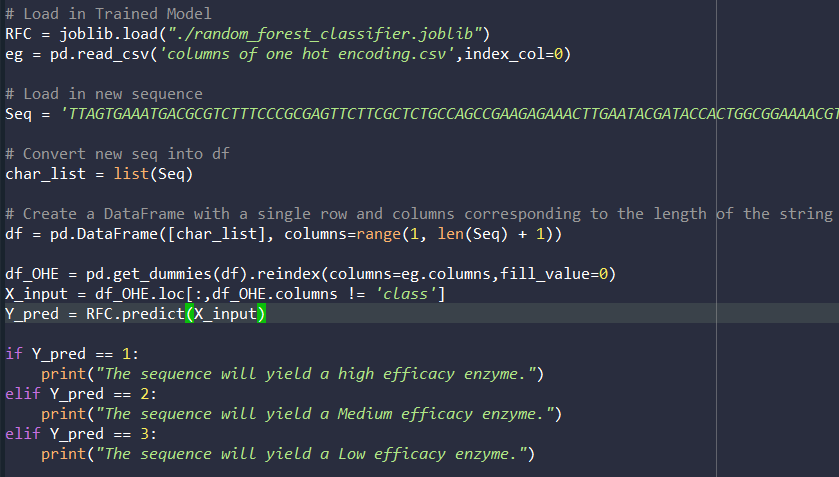 # Load in Trained Model
RFC = joblib.load("./random_forest_classifier.joblib")
eg = pd.read_csv('columns of one hot encoding.csv',index_col=0)
# Load in new sequence
Seq = 'TTAGTGAAATGACGCGTCTTTCCCGCGAGTTCTTCGCTCTGCCAGCCGAAGAGAAACTTGAATACGATACCACTGGCGGAAAACGT
# Convert new seq into df
char_list = list(Seq)
# Create a DataFrame with a single row and columns corresponding to the length of the string
df = pd.DataFrame([char_list], columns=range(1, len(Seq) + 1))
df_OHE = pd.get_dummies(df).reindex(columns=eg.columns,fill_value=0)
X_input = df_OHE.loc[:,df_OHE.columns != 'class']
Y_pred = RFC.predict(X_input)
if Y_pred == 1:
    print("The sequence will yield a high efficacy enzyme.")
elif Y_pred == 2:
    print("The sequence will yield a Medium efficacy enzyme.")
elif Y_pred == 3:
    print("The sequence will yield a Low efficacy enzyme.")